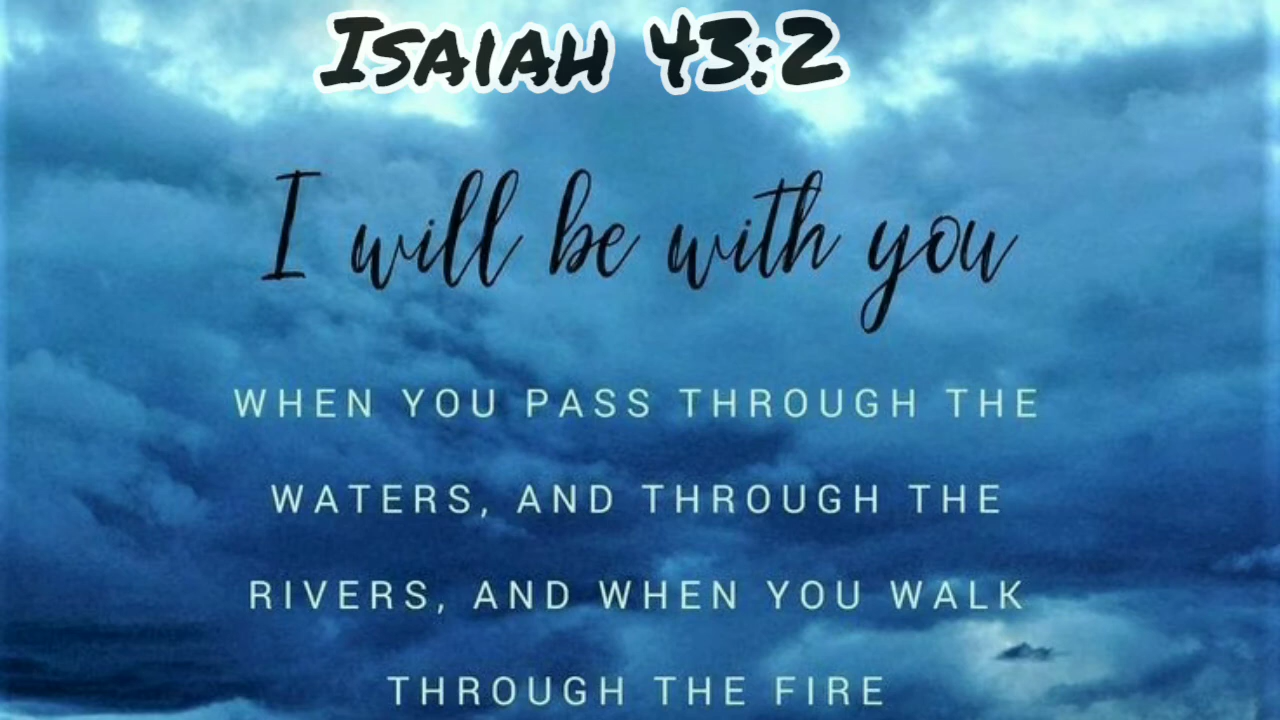 Isaiah 43:2
I will be with you
WHEN YOU PASS THROUGH THE
WATERS, AND THROUGH THE
RIVERS, AND WHEN YOU WALK
THROUGH THE FIRE